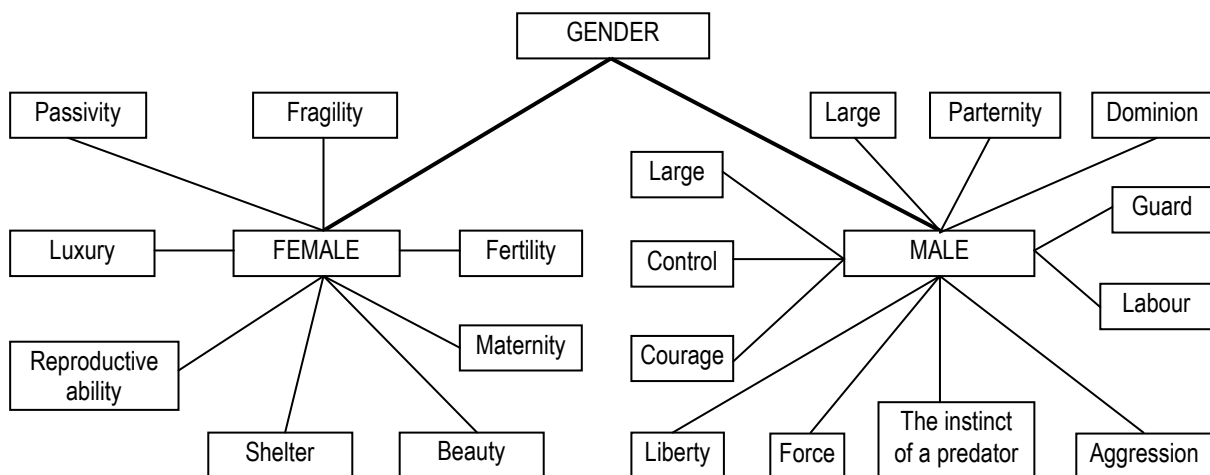 GENDER
Passivity
Fragility
Large
Parternity
Dominion
Large
Guard
Luxury
FEMALE
Fertility
Control
MALE
Labour
Reproductive
ability
Maternity
Courage
Shelter
Beauty
Liberty
Force
The instinct
of a predator
Aggression